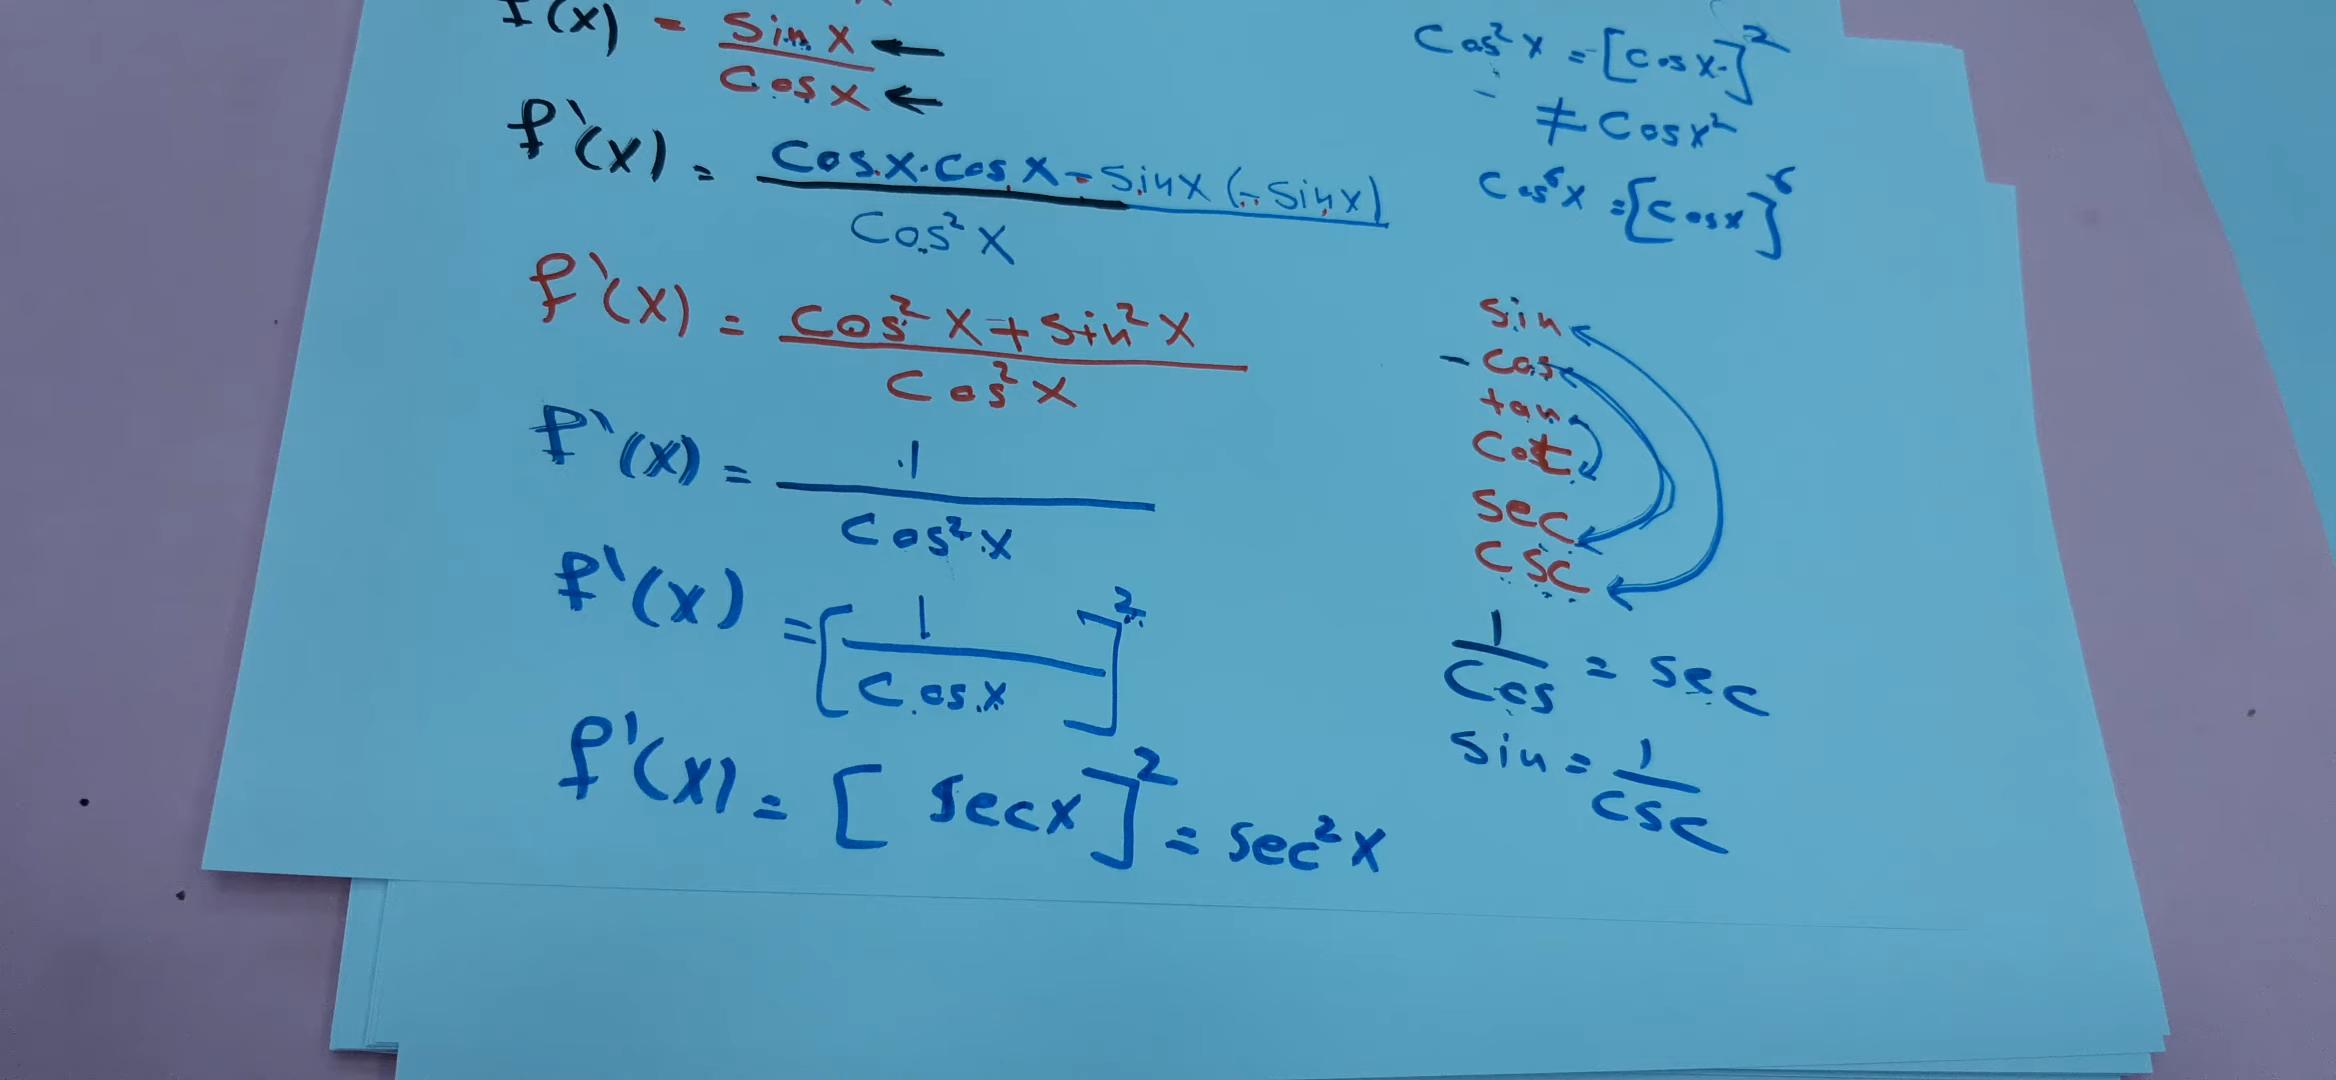 f(x) = sin x / cos x
f'(x) = cos x · cos x - sin x (- sin x) / cos² x
f'(x) = cos² x + sin² x / cos² x
f'(x) = 1 / cos² x
f'(x) = [ 1 / cos x ]²
f'(x) = [ sec x ]² = sec² x
cos² x = [cos x]²
≠ cos x²
cos⁶ x = [cos x]⁶
sin
- cos
tan
cot
sec
csc
1 / cos = sec
sin = 1 / csc